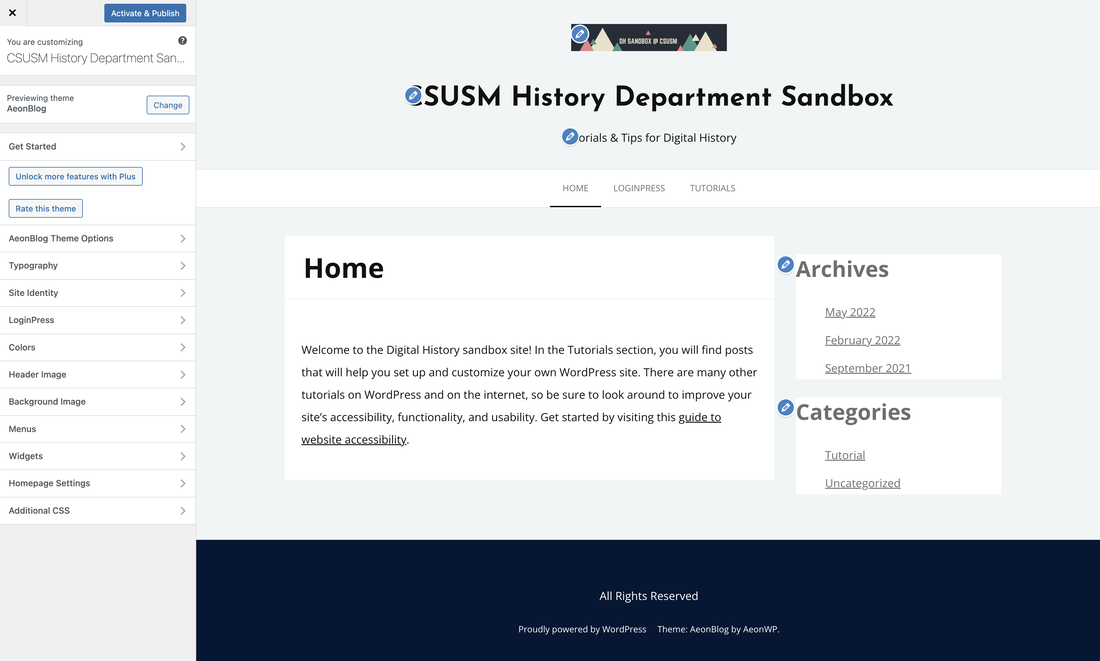 Activate & Publish
You are customizing
CSUSM History Department San...
Previewing theme
AeonBlog
Change
Get Started
Unlock more features with Plus
Rate this theme
AeonBlog Theme Options
Typography
Site Identity
LoginPress
Colors
Header Image
Background Image
Menus
Widgets
Homepage Settings
Additional CSS
DH SANDBOX @ CSUSM
CSUSM History Department Sandbox
orials & Tips for Digital History
HOME
LOGINPRESS
TUTORIALS
Home
Welcome to the Digital History sandbox site! In the Tutorials section, you will find posts
that will help you set up and customize your own WordPress site. There are many other
tutorials on WordPress and on the internet, so be sure to look around to improve your
site’s accessibility, functionality, and usability. Get started by visiting this guide to
website accessibility.
Archives
May 2022
February 2022
September 2021
Categories
Tutorial
Uncategorized
All Rights Reserved
Proudly powered by WordPress Theme: AeonBlog by AeonWP.